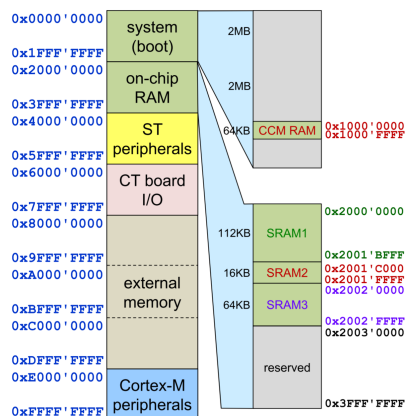 0x0000'0000
system
(boot)
0x1FFF'FFFF
0x2000'0000
on-chip
RAM
0x3FFF'FFFF
0x4000'0000
ST
peripherals
0x5FFF'FFFF
0x6000'0000
CT board
I/O
0x7FFF'FFFF
0x8000'0000
0x9FFF'FFFF
0xA000'0000
external
memory
0xBFFF'FFFF
0xC000'0000
0xDFFF'FFFF
0xE000'0000
Cortex-M
peripherals
0xFFFF'FFFF
2MB
2MB
64KB
CCM RAM
0x1000'0000
0x1000'FFFF
0x2000'0000
112KB
SRAM1
0x2001'BFFF
0x2001'C000
16KB
SRAM2
0x2001'FFFF
0x2002'0000
64KB
SRAM3
0x2002'FFFF
0x2003'0000
reserved
0x3FFF'FFFF